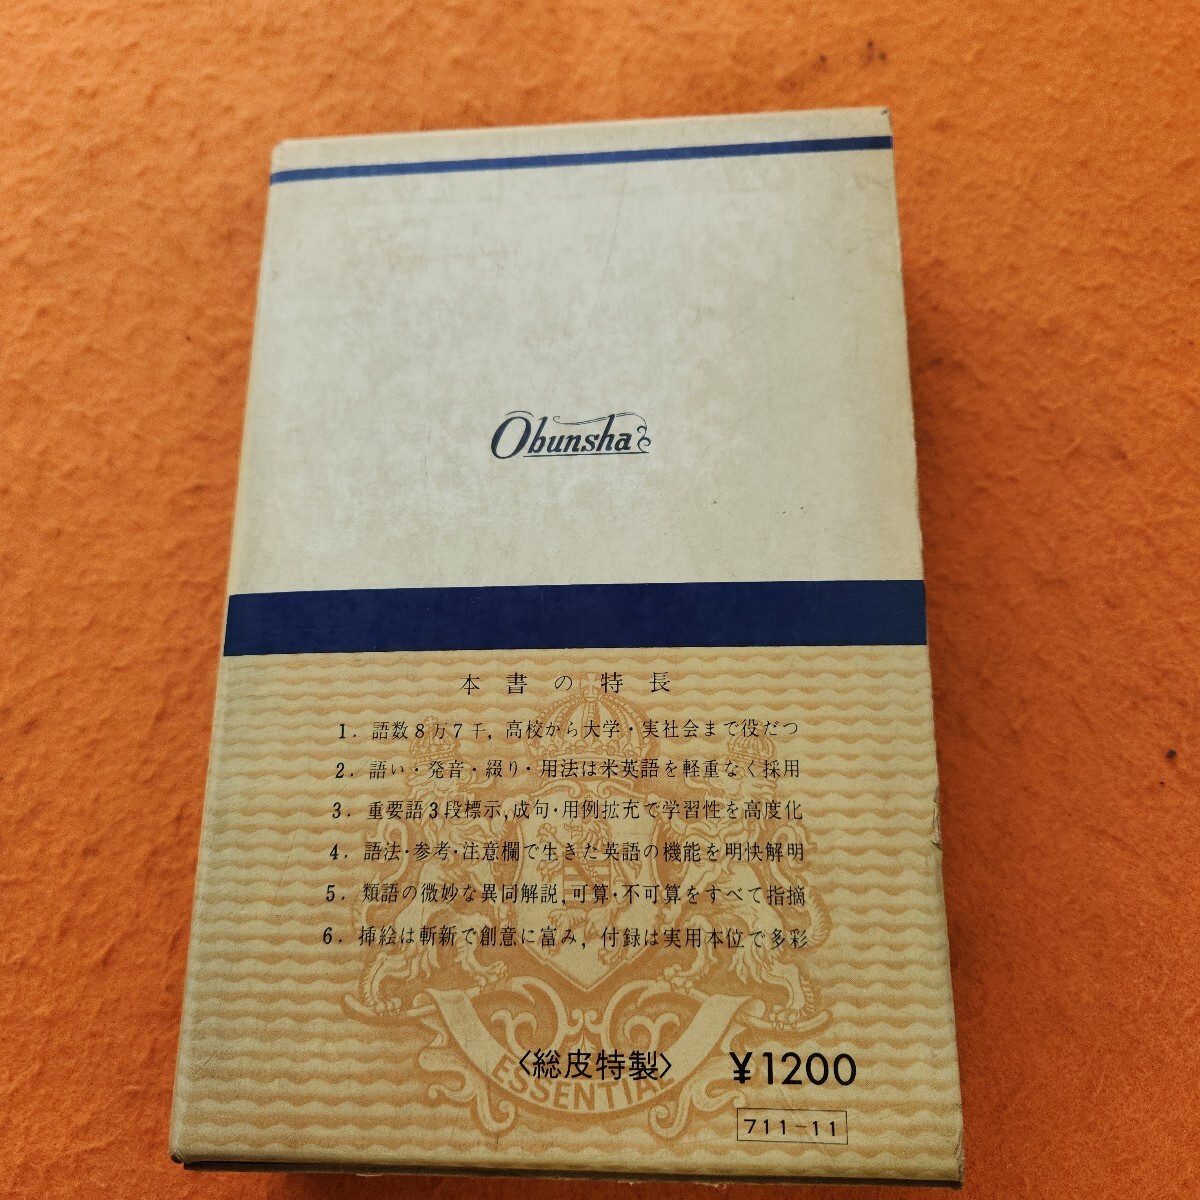 Obunsha
本書の特長
1. 語数8万7千, 高校から大学・実社会まで役だつ
2. 語い・発音・綴り・用法は米英語を軽重なく採用
3. 重要語3段標示, 成句・用例拡充で学習性を高度化
4. 語法・参考・注意欄で生きた英語の機能を明快解明
5. 類語の微妙な異同解説, 可算・不可算をすべて指摘
6. 挿絵は斬新で創意に富み, 付録は実用本位で多彩
〈総皮特製〉 ¥1200
ESSENTIAL
711-11